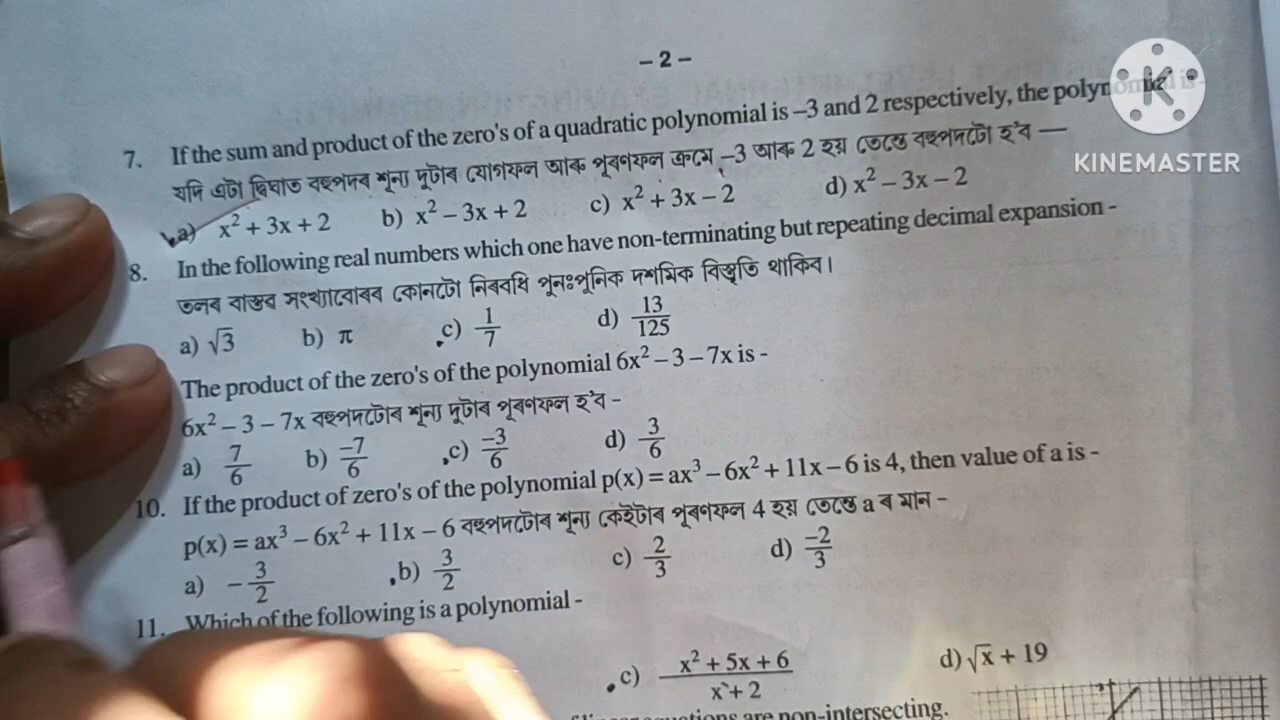 – 2 –
7. If the sum and product of the zero's of a quadratic polynomial is –3 and 2 respectively, the polynomial is-
যদি এটা দ্বিঘাত বহুপদৰ শূন্য দুটাৰ যোগফল আৰু পূৰণফল ক্ৰমে –3 আৰু 2 হয় তেন্তে বহুপদটো হ'ব —
a) x² + 3x + 2 b) x² – 3x + 2 c) x² + 3x – 2 d) x² – 3x – 2
8. In the following real numbers which one have non-terminating but repeating decimal expansion -
তলৰ বাস্তৱ সংখ্যাবোৰৰ কোনটো নিৰবধি পুনঃপুনিক দশমিক বিস্তৃতি থাকিব।
a) √3 b) π c) 1/7 d) 13/125
The product of the zero's of the polynomial 6x² – 3 – 7x is -
6x² – 3 – 7x বহুপদটোৰ শূন্য দুটাৰ পূৰণফল হ'ব -
a) 7/6 b) –7/6 c) –3/6 d) 3/6
10. If the product of zero's of the polynomial p(x) = ax³ – 6x² + 11x – 6 is 4, then value of a is -
p(x) = ax³ – 6x² + 11x – 6 বহুপদটোৰ শূন্য কেইটাৰ পূৰণফল 4 হয় তেন্তে a ৰ মান -
a) –3/2 b) 3/2 c) 2/3 d) –2/3
11. Which of the following is a polynomial -
c) x² + 5x + 6 / x + 2 d) √x + 19
are non-intersecting.
KINEMASTER